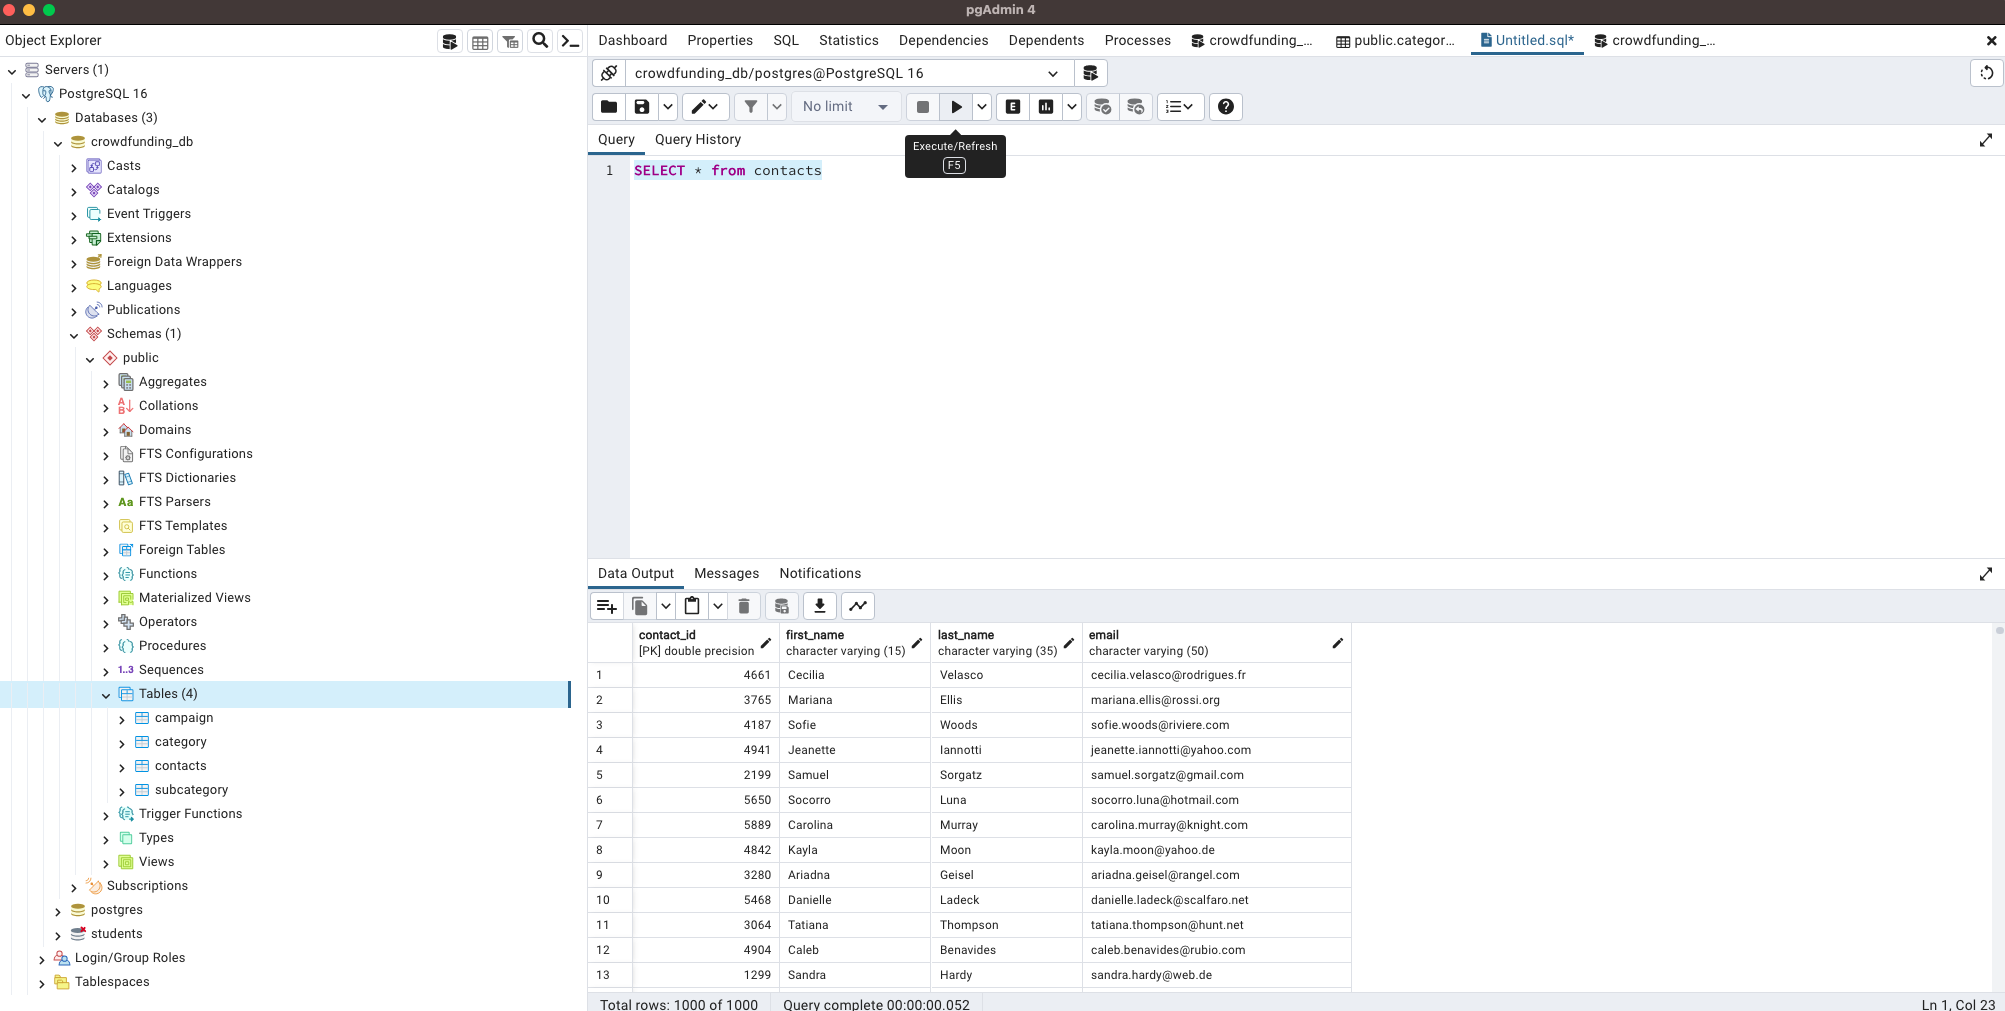 pgAdmin 4
Object Explorer
Dashboard Properties SQL Statistics Dependencies Dependents Processes crowdfunding_... public.categor... Untitled.sql* crowdfunding_...
Servers (1)
PostgreSQL 16
Databases (3)
crowdfunding_db
Casts
Catalogs
Event Triggers
Extensions
Foreign Data Wrappers
Languages
Publications
Schemas (1)
public
Aggregates
Collations
Domains
FTS Configurations
FTS Dictionaries
Aa FTS Parsers
FTS Templates
Foreign Tables
Functions
Materialized Views
Operators
Procedures
1..3 Sequences
Tables (4)
campaign
category
contacts
subcategory
Trigger Functions
Types
Views
Subscriptions
postgres
students
Login/Group Roles
Tablespaces
crowdfunding_db/postgres@PostgreSQL 16
No limit
E
Query Query History
Execute/Refresh
F5
1 SELECT * from contacts
Data Output Messages Notifications
contact_id first_name last_name email
[PK] double precision character varying (15) character varying (35) character varying (50)
1 4661 Cecilia Velasco cecilia.velasco@rodrigues.fr
2 3765 Mariana Ellis mariana.ellis@rossi.org
3 4187 Sofie Woods sofie.woods@riviere.com
4 4941 Jeanette Iannotti jeanette.iannotti@yahoo.com
5 2199 Samuel Sorgatz samuel.sorgatz@gmail.com
6 5650 Socorro Luna socorro.luna@hotmail.com
7 5889 Carolina Murray carolina.murray@knight.com
8 4842 Kayla Moon kayla.moon@yahoo.de
9 3280 Ariadna Geisel ariadna.geisel@rangel.com
10 5468 Danielle Ladeck danielle.ladeck@scalfaro.net
11 3064 Tatiana Thompson tatiana.thompson@hunt.net
12 4904 Caleb Benavides caleb.benavides@rubio.com
13 1299 Sandra Hardy sandra.hardy@web.de
Total rows: 1000 of 1000 Query complete 00:00:00.052 Ln 1, Col 23